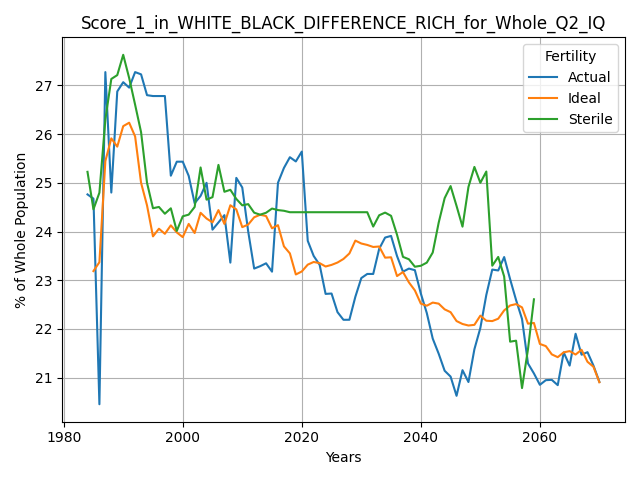 Score_1_in_WHITE_BLACK_DIFFERENCE_RICH_for_Whole_Q2_IQ
Fertility
Actual
Ideal
Sterile
% of Whole Population
27
26
25
24
23
22
21
1980
2000
2020
2040
2060
Years